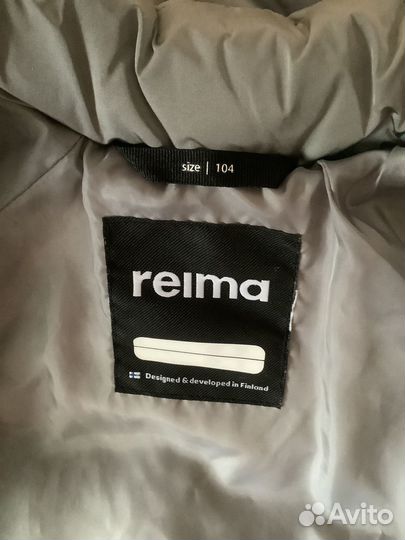 size | 104
reima
Designed & developed in Finland
Avito